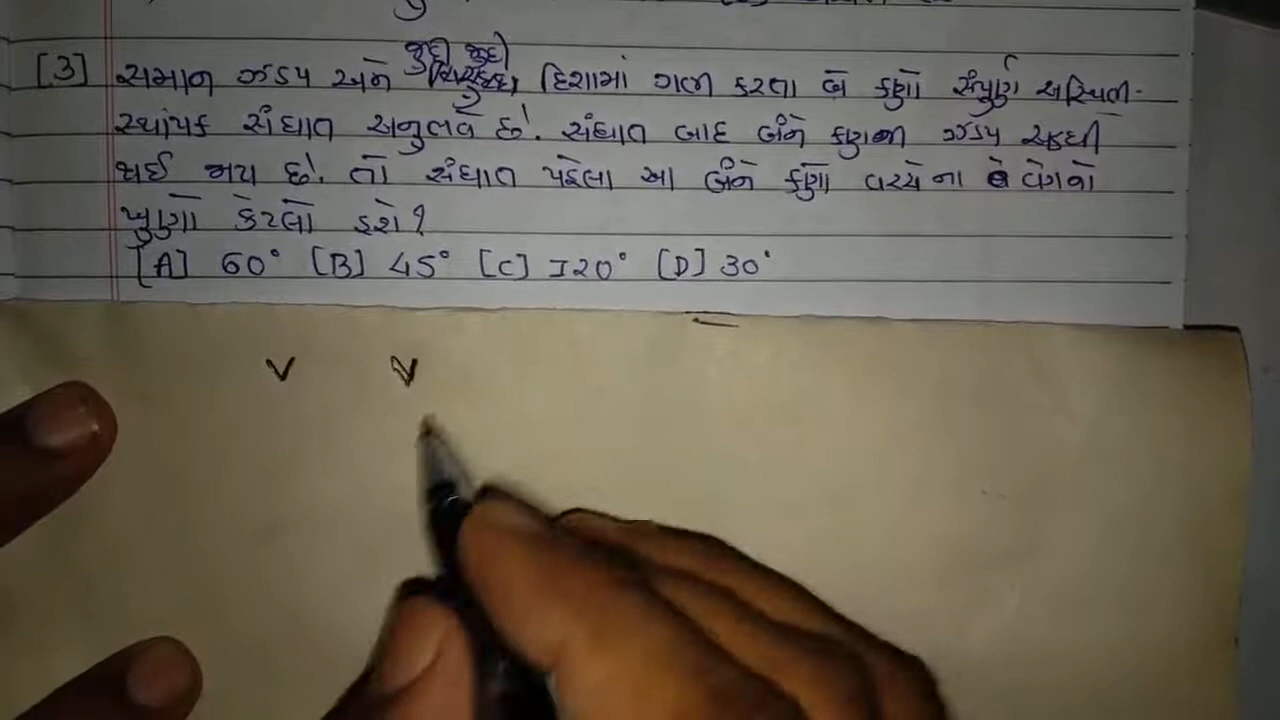 [3] સમાન ઝડપ અને જુદી જુદી દિશામાં ગતિ કરતા બે કણો સંપુર્ણ અસ્થિતિ-
સ્થાપક સંઘાત અનુભવે છે. સંઘાત બાદ બંને કણની ઝડપ અડધી
થઈ જાય છે. તો સંઘાત પહેલા આ બંને કણો વચ્ચેના વેગનો
ખુણો કેટલો હશે?
[A] 60° [B] 45° [C] 120° [D] 30°
V V